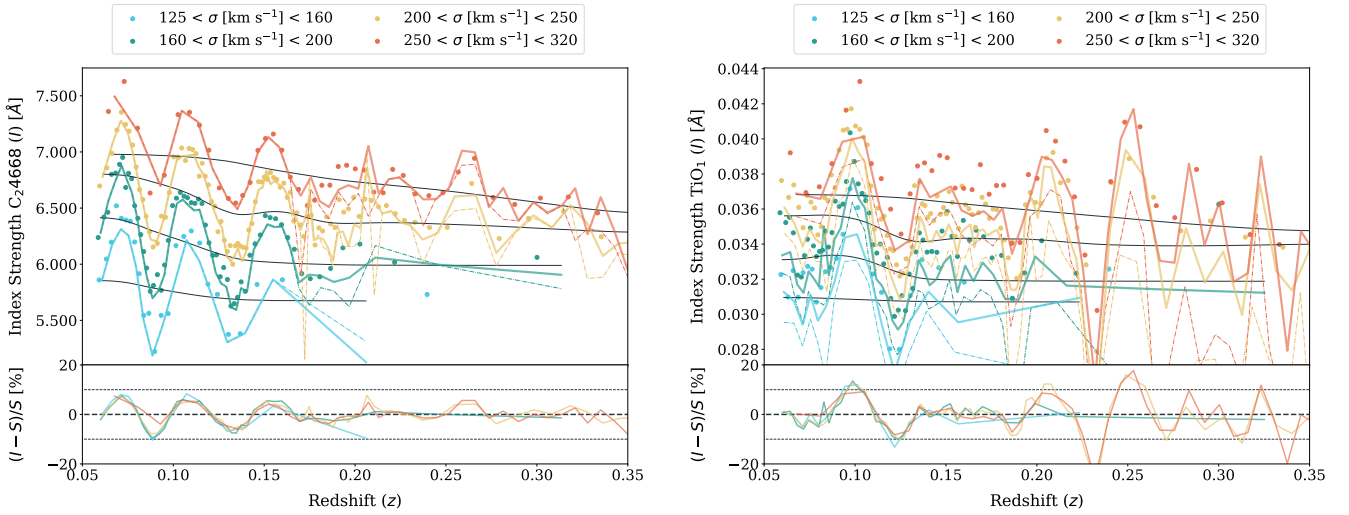 125 < σ [km s⁻¹] < 160
200 < σ [km s⁻¹] < 250
160 < σ [km s⁻¹] < 200
250 < σ [km s⁻¹] < 320
Index Strength C₂4668 (I) [Å]
7.500
7.000
6.500
6.000
5.500
20
0
−20
(I − S)/S [%]
0.05
0.10
0.15
0.20
0.25
0.30
0.35
Redshift (z)
125 < σ [km s⁻¹] < 160
200 < σ [km s⁻¹] < 250
160 < σ [km s⁻¹] < 200
250 < σ [km s⁻¹] < 320
Index Strength TiO₁ (I) [Å]
0.044
0.042
0.040
0.038
0.036
0.034
0.032
0.030
0.028
20
0
−20
(I − S)/S [%]
0.05
0.10
0.15
0.20
0.25
0.30
0.35
Redshift (z)